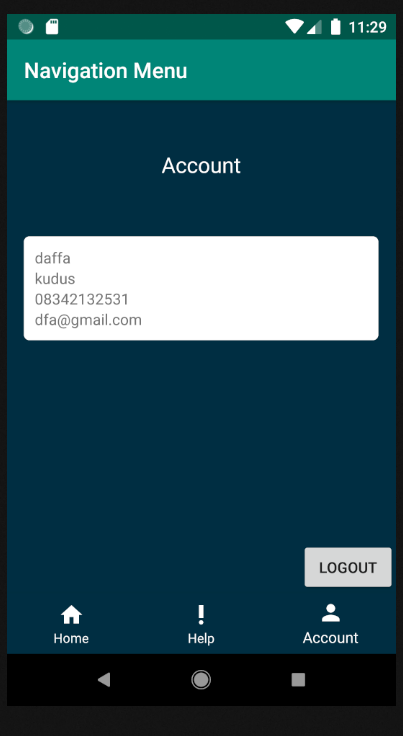 11:29
Navigation Menu
Account
daffa
kudus
08342132531
dfa@gmail.com
LOGOUT
Home
Help
Account